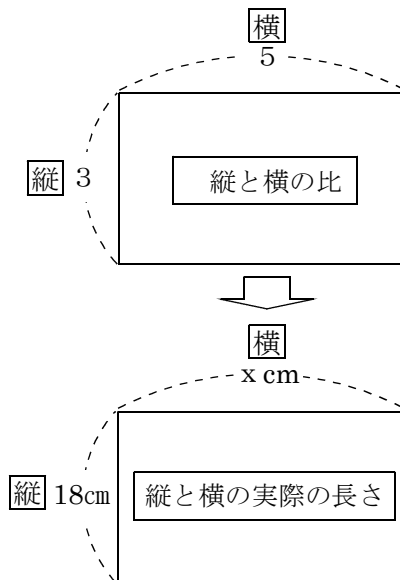 横
5
縦 3
縦と横の比
横
x cm
縦 18㎝
縦と横の実際の長さ